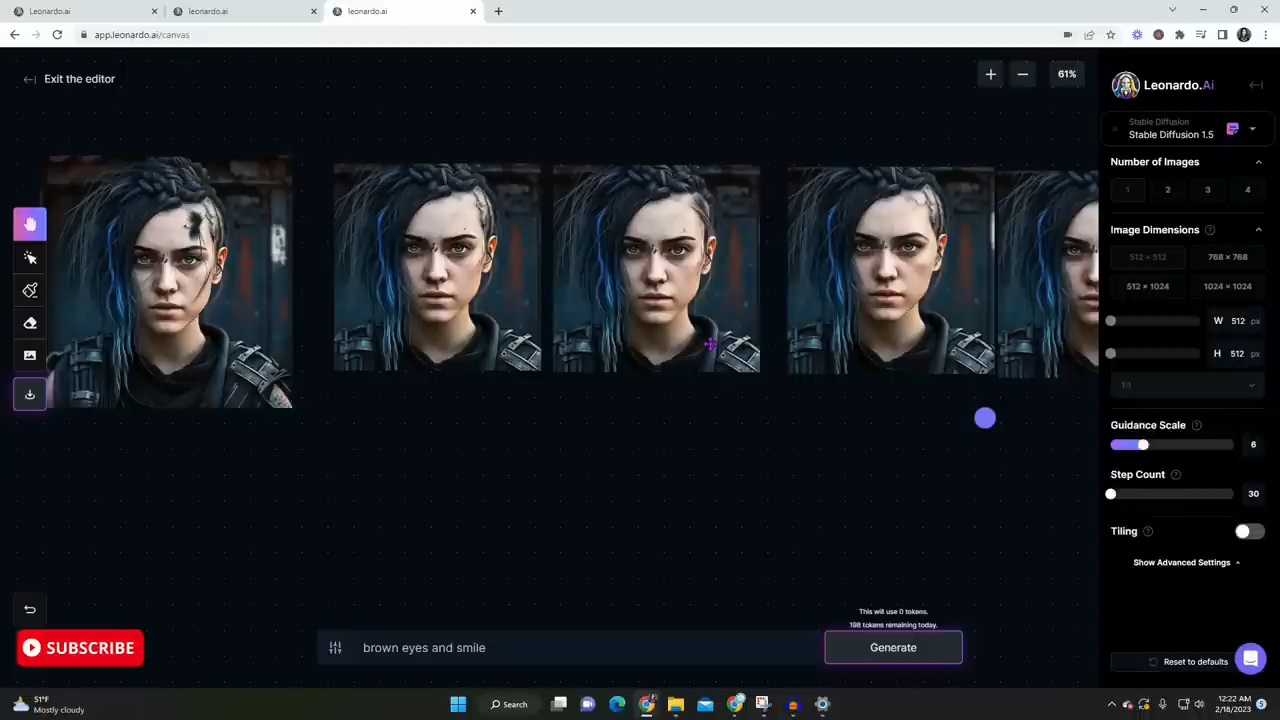 Leonardo.ai
leonardo.ai
leonardo.ai
app.leonardo.ai/canvas
Exit the editor
61%
Leonardo.Ai
Stable Diffusion
Stable Diffusion 1.5
Number of Images
1 2 3 4
Image Dimensions
512 × 512 768 × 768
512 × 1024 1024 × 1024
W 512 px
H 512 px
1:1
Guidance Scale
6
Step Count
30
Tiling
Show Advanced Settings
This will use 0 tokens.
198 tokens remaining today.
SUBSCRIBE
brown eyes and smile
Generate
Reset to defaults
51°F
Mostly cloudy
Search
12:22 AM
2/18/2023